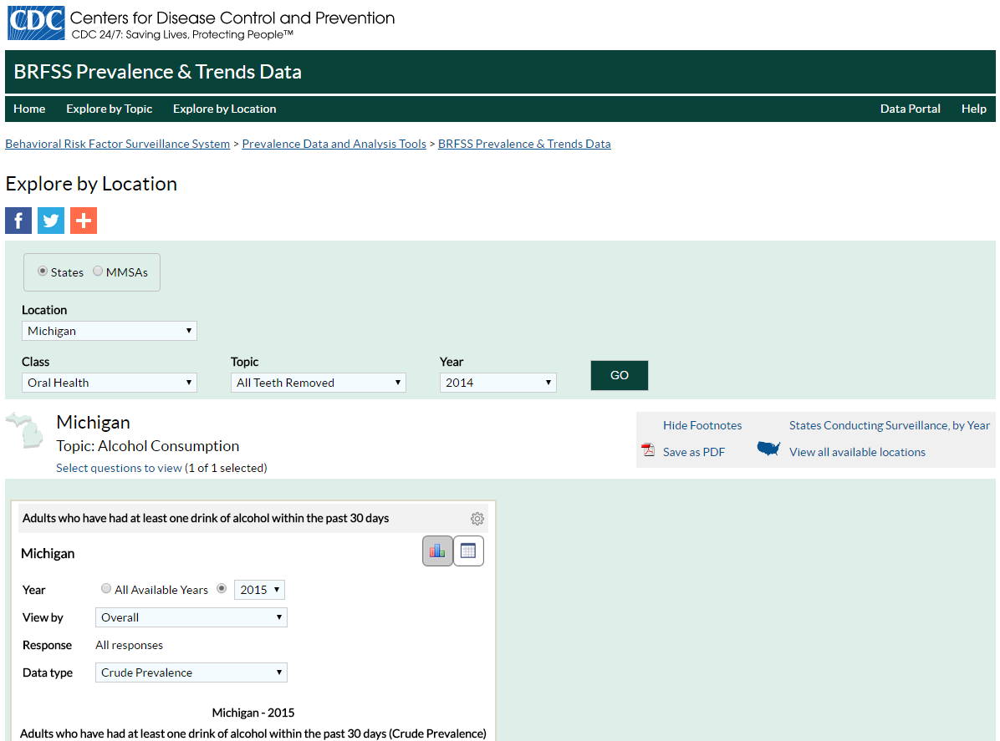 CDC Centers for Disease Control and Prevention
CDC 24/7: Saving Lives, Protecting People™
BRFSS Prevalence & Trends Data
Home Explore by Topic Explore by Location Data Portal Help
Behavioral Risk Factor Surveillance System > Prevalence Data and Analysis Tools > BRFSS Prevalence & Trends Data
Explore by Location
States MMSAs
Location
Michigan
Class Topic Year
Oral Health All Teeth Removed 2014 GO
Michigan
Topic: Alcohol Consumption
Select questions to view (1 of 1 selected)
Hide Footnotes States Conducting Surveillance, by Year
Save as PDF View all available locations
Adults who have had at least one drink of alcohol within the past 30 days
Michigan
Year All Available Years 2015
View by Overall
Response All responses
Data type Crude Prevalence
Michigan - 2015
Adults who have had at least one drink of alcohol within the past 30 days (Crude Prevalence)